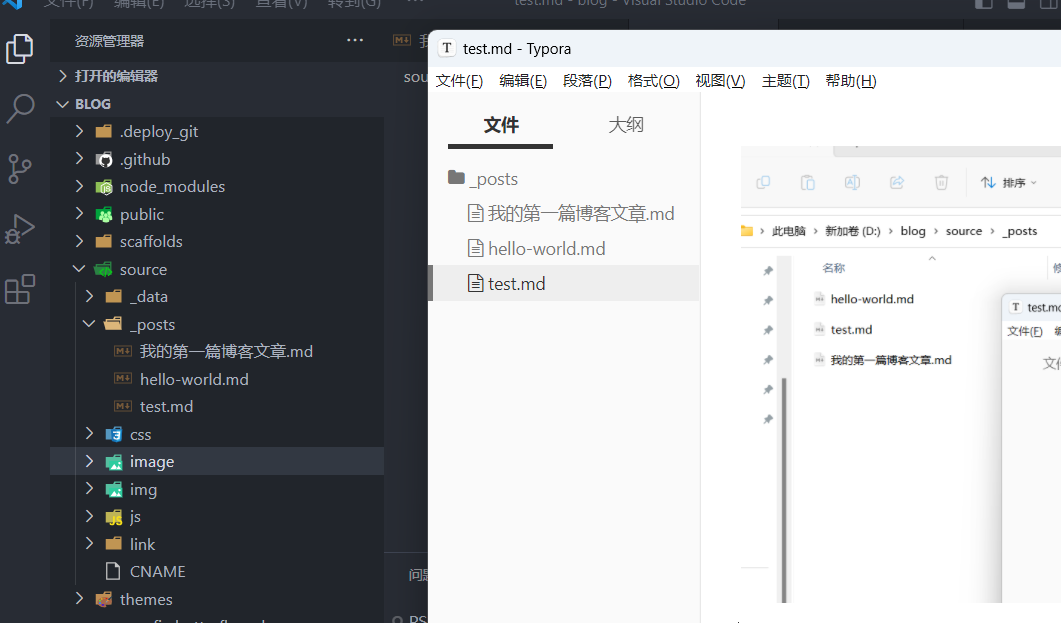 文件(F) 编辑(E) 选择(S) 查看(V) 转到(G) ··· test.md - blog - Visual Studio Code
资源管理器 ···
打开的编辑器
BLOG
.deploy_git
.github
node_modules
public
scaffolds
source
_data
_posts
我的第一篇博客文章.md
hello-world.md
test.md
css
image
img
js
link
CNAME
themes
我
sou
问题
PS
test.md - Typora
文件(F) 编辑(E) 段落(P) 格式(O) 视图(V) 主题(T) 帮助(H)
文件 大纲
_posts
我的第一篇博客文章.md
hello-world.md
test.md
排序
此电脑 › 新加卷 (D:) › blog › source › _posts
名称
hello-world.md
test.md
我的第一篇博客文章.md
test.md
文件(F)